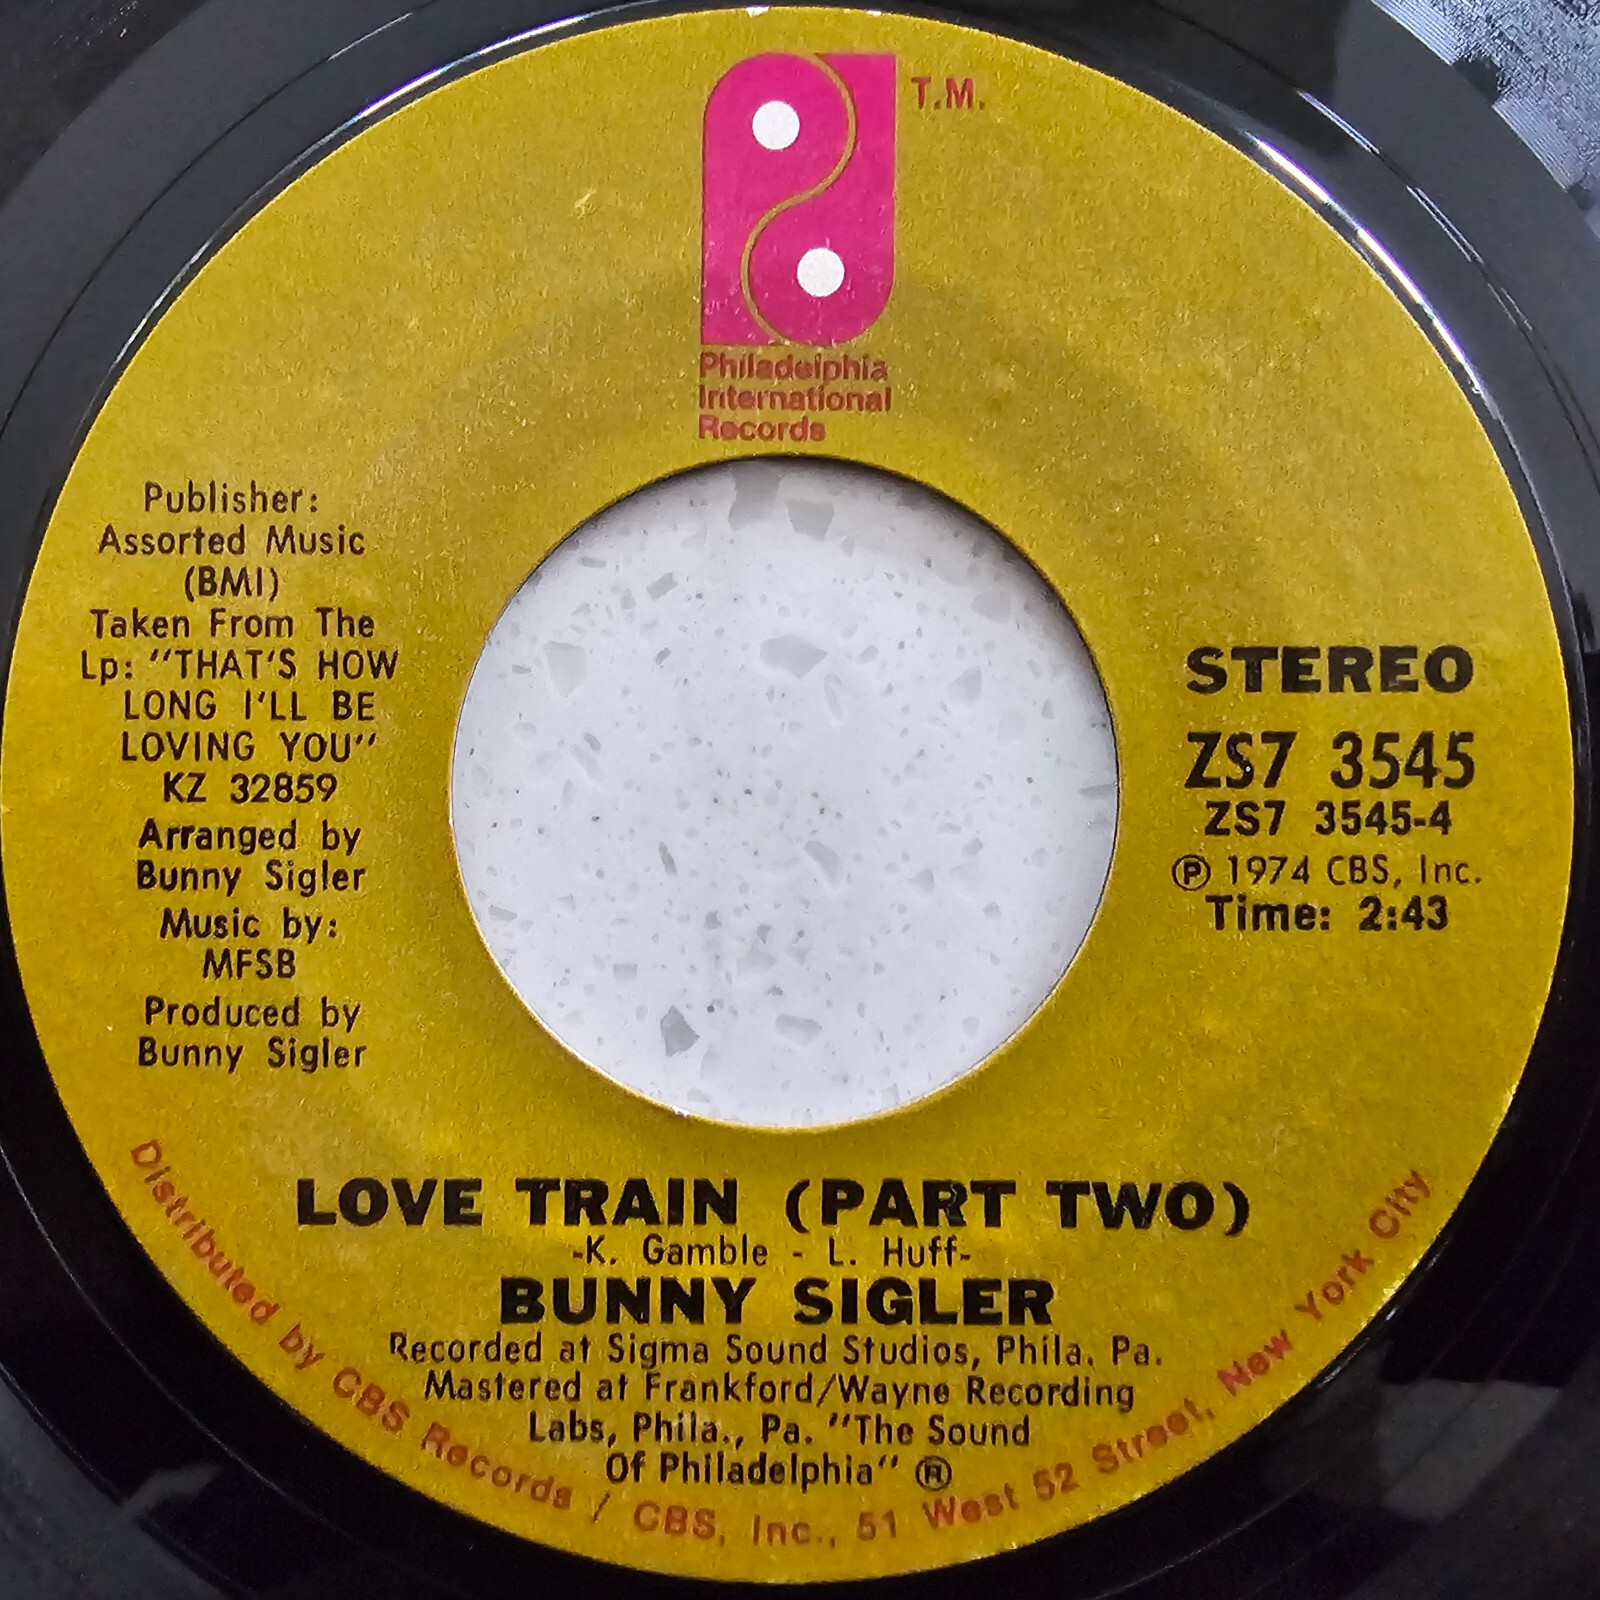 T.M.
Philadelphia
International
Records
Publisher:
Assorted Music
(BMI)
Taken From The
Lp: "THAT'S HOW
LONG I'LL BE
LOVING YOU"
KZ 32859
Arranged by
Bunny Sigler
Music by:
MFSB
Produced by
Bunny Sigler
STEREO
ZS7 3545
ZS7 3545-4
Ⓟ 1974 CBS, Inc.
Time: 2:43
LOVE TRAIN (PART TWO)
-K. Gamble - L. Huff-
BUNNY SIGLER
Recorded at Sigma Sound Studios, Phila. Pa.
Mastered at Frankford/Wayne Recording
Labs, Phila., Pa. "The Sound
Of Philadelphia" ®
Distributed by CBS Records / CBS, Inc., 51 West 52 Street, New York City